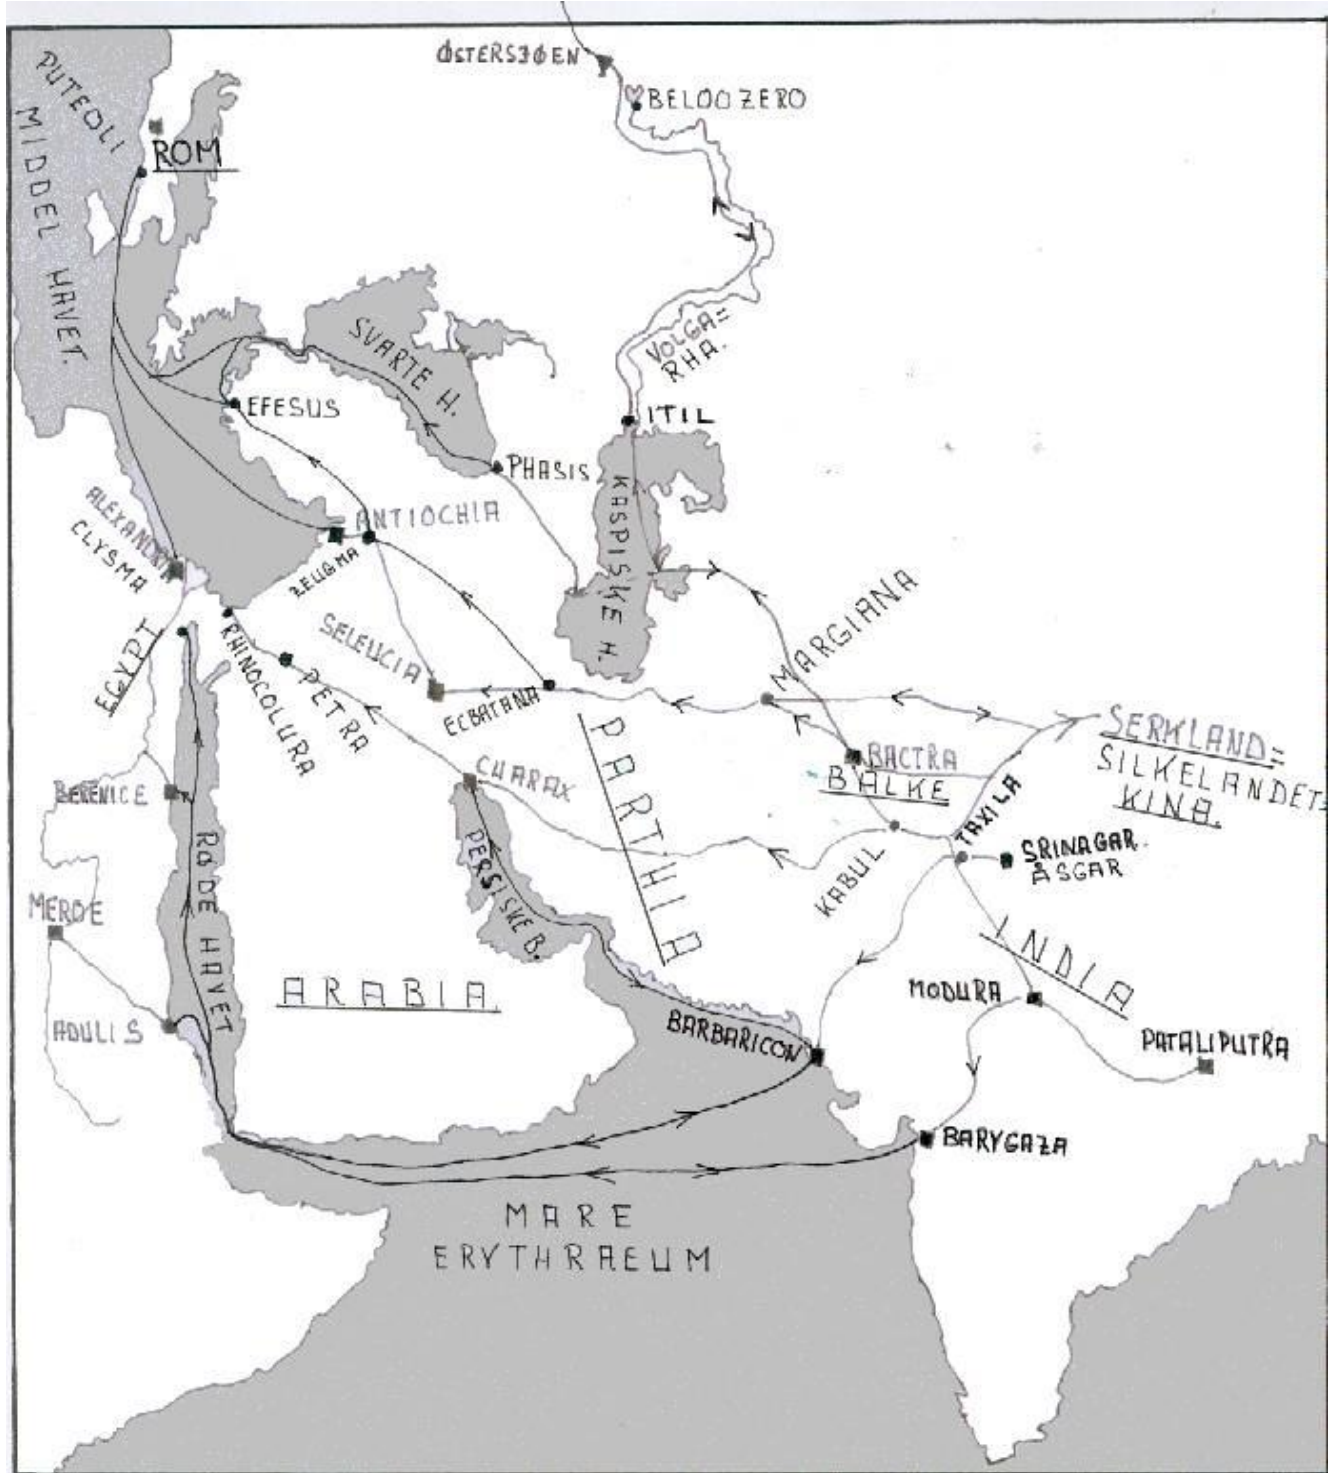 ØSTERSJØEN
BELOOZERO
PUTEOLI
MIDDEL HAVET.
ROM
SVARTE H.
VOLGA=
RHA.
EFESUS
ITIL
PHASIS
KASPISKE H.
ANTIOCHIA
ZEUGMA
ALEXANDRIA
CLYSMA
EGYPT
RHINOCOLURA
PETRA
SELEUCIA
ECBATANA
MARGIANA
SERKLAND=
SILKELANDET=
KINA.
BACTRA
BALKE
PARTHIA
CHARAX
TAXILA
KABUL
SRINAGAR.
ÅSGAR
BERENICE
RØDE HAVET
PERSISKE B.
MEROE
INDIA
ARABIA.
MODURA
ADULIS
BARBARICON
PATALIPUTRA
BARYGAZA
MARE
ERYTHRAEUM